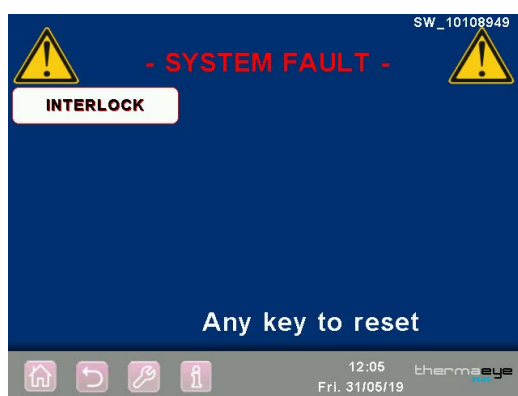 SW_10108949
- SYSTEM FAULT -
INTERLOCK
Any key to reset
12:05
Fri. 31/05/19
thermaeye